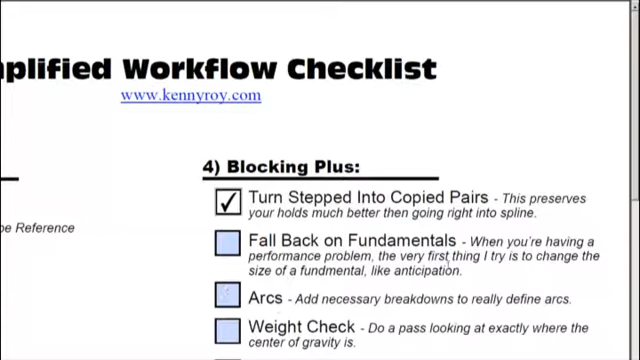 plified Workflow Checklist
www.kennyroy.com
4) Blocking Plus:
Turn Stepped Into Copied Pairs - This preserves
your holds much better then going right into spline.
be Reference
Fall Back on Fundamentals - When you're having a
performance problem, the very first thing I try is to change the
size of a fundmental, like anticipation.
Arcs - Add necessary breakdowns to really define arcs.
Weight Check - Do a pass looking at exactly where the
center of gravity is.